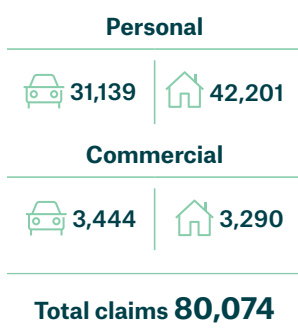 Personal
31,139 42,201
Commercial
3,444 3,290
Total claims 80,074